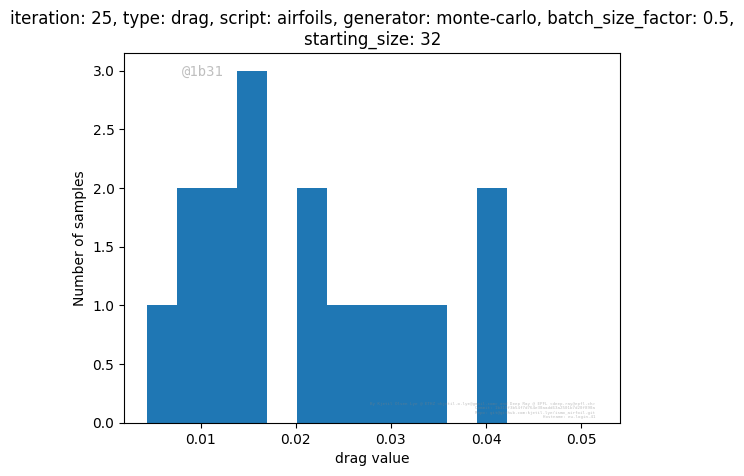 iteration: 25, type: drag, script: airfoils, generator: monte-carlo, batch_size_factor: 0.5,
starting_size: 32
@1b31
3.0
2.5
2.0
1.5
1.0
0.5
0.0
Number of samples
0.01 0.02 0.03 0.04 0.05
drag value